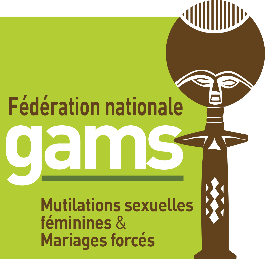 Fédération nationale
gams
Mutilations sexuelles
féminines &
Mariages forcés